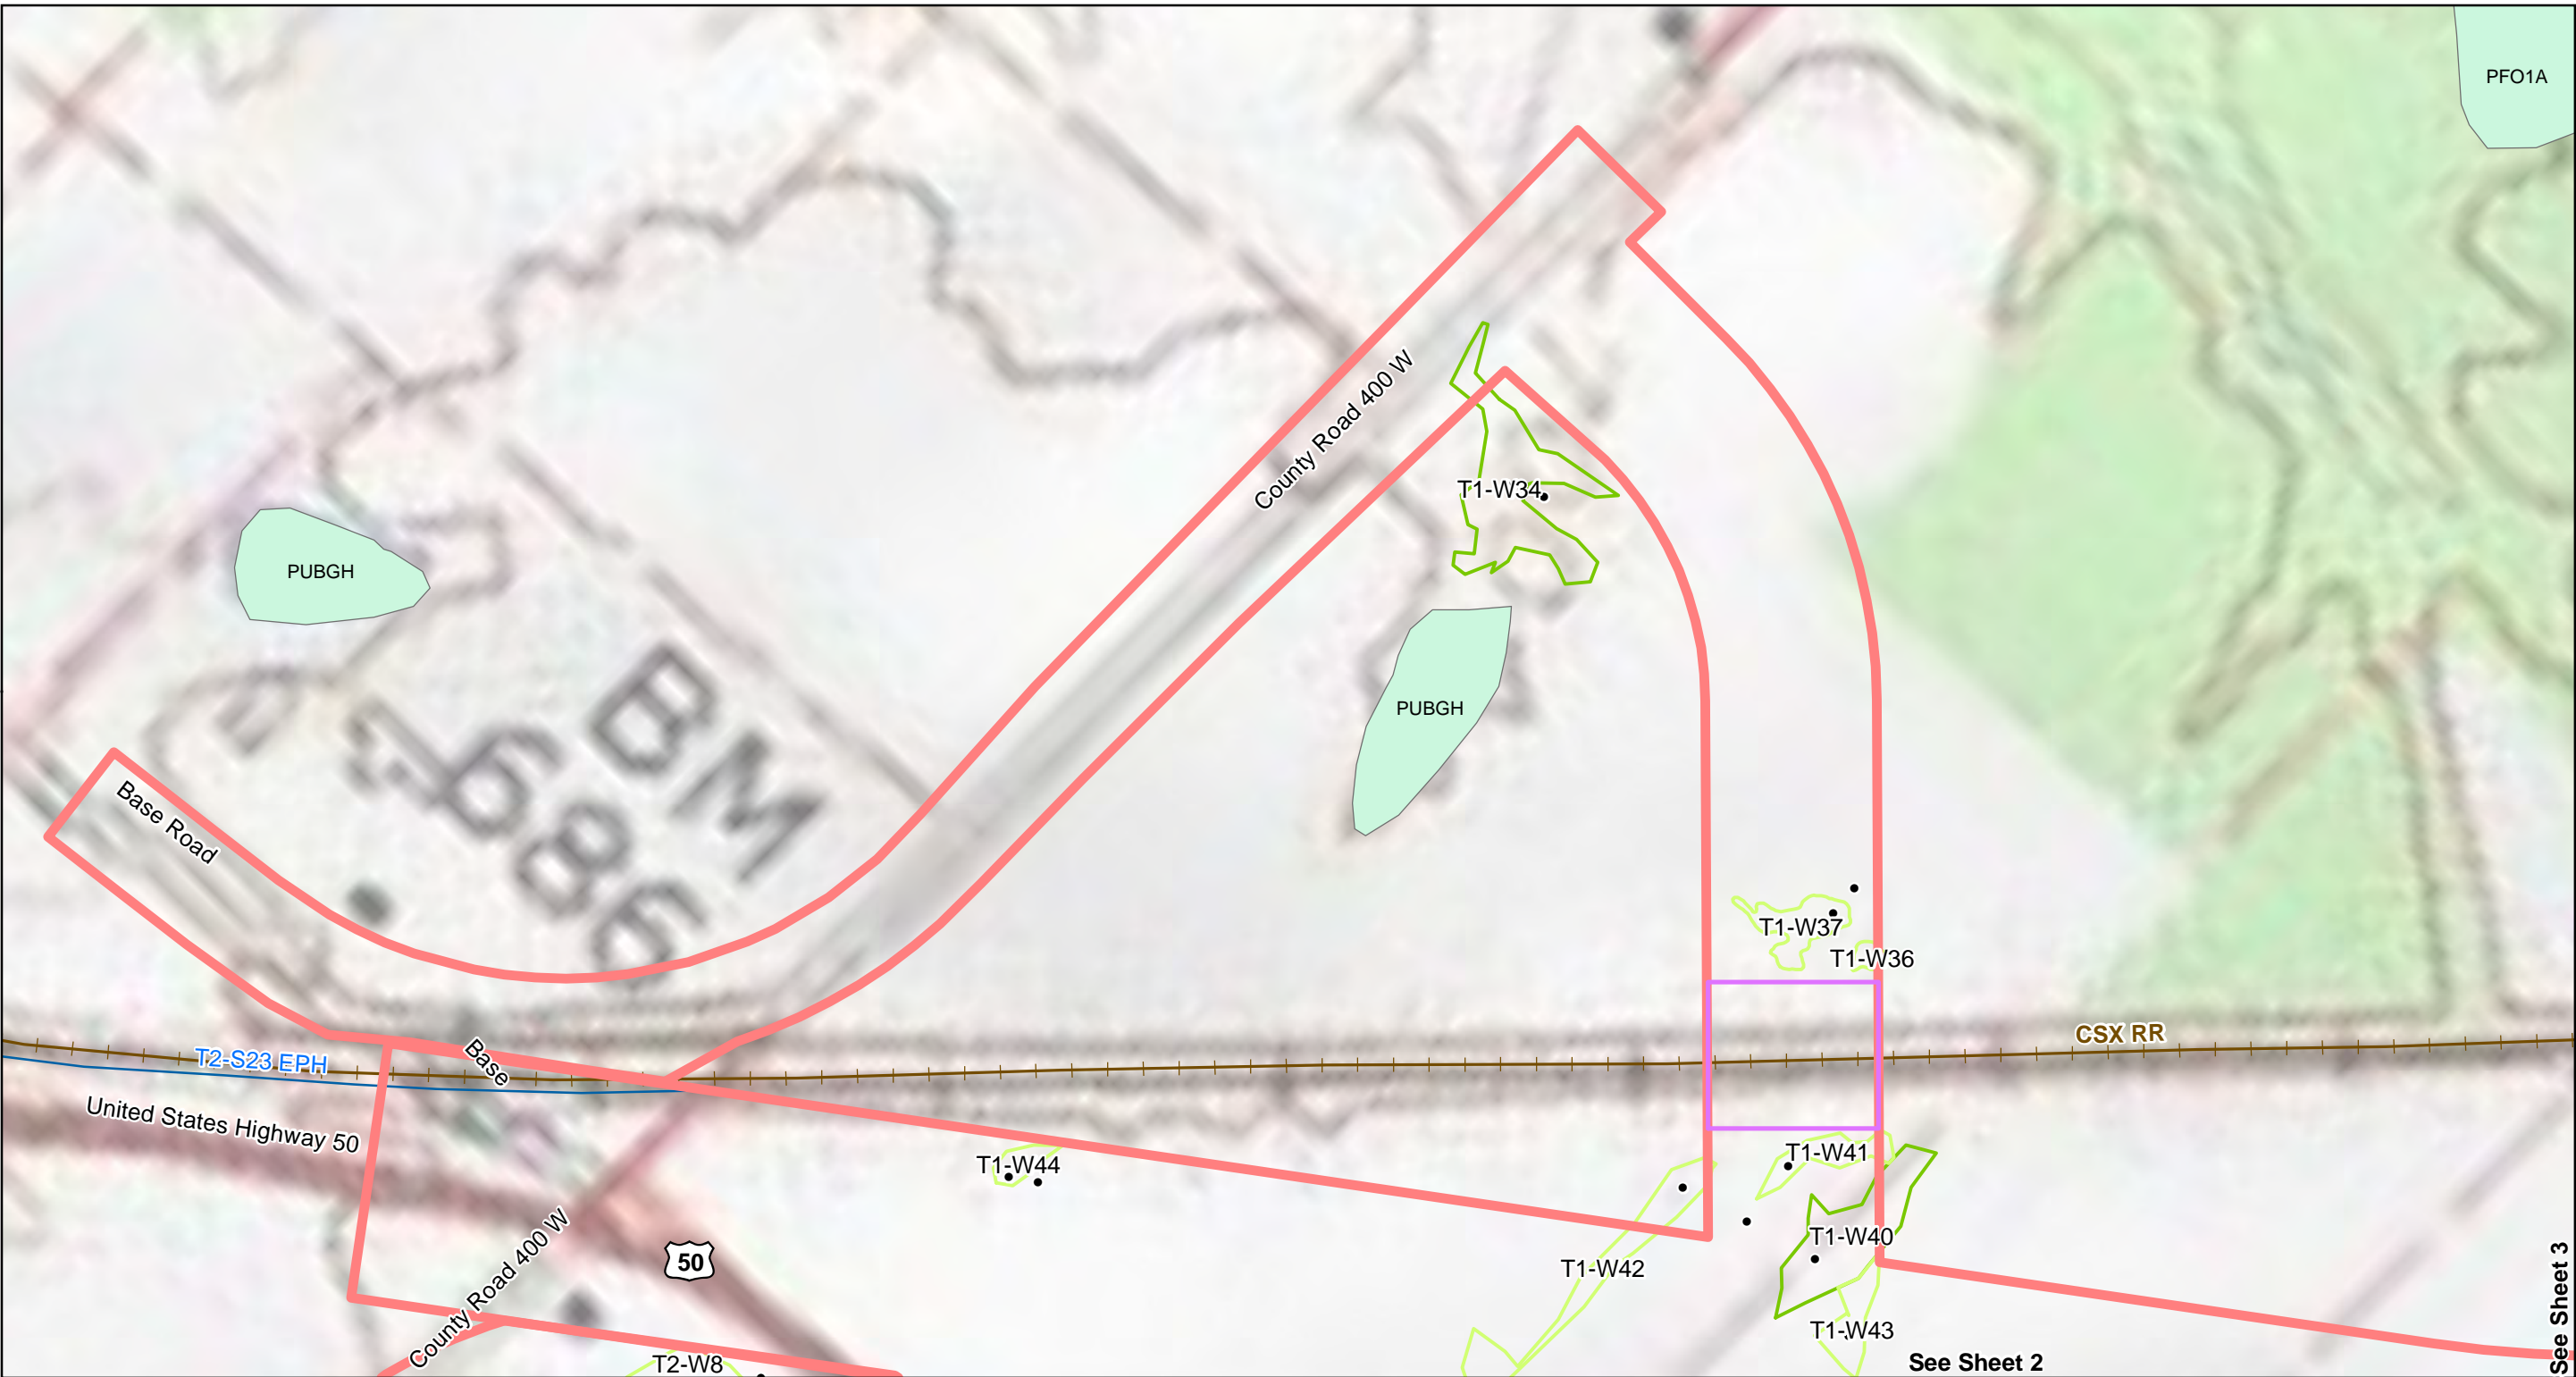 PFO1A
County Road 400 W
T1-W34
PUBGH
PUBGH
BM
686
Base Road
T1-W37
T1-W36
CSX RR
T2-S23 EPH
Base
United States Highway 50
T1-W44
T1-W41
T1-W40
T1-W42
50
County Road 400 W
T1-W43
T2-W8
See Sheet 2
See Sheet 3